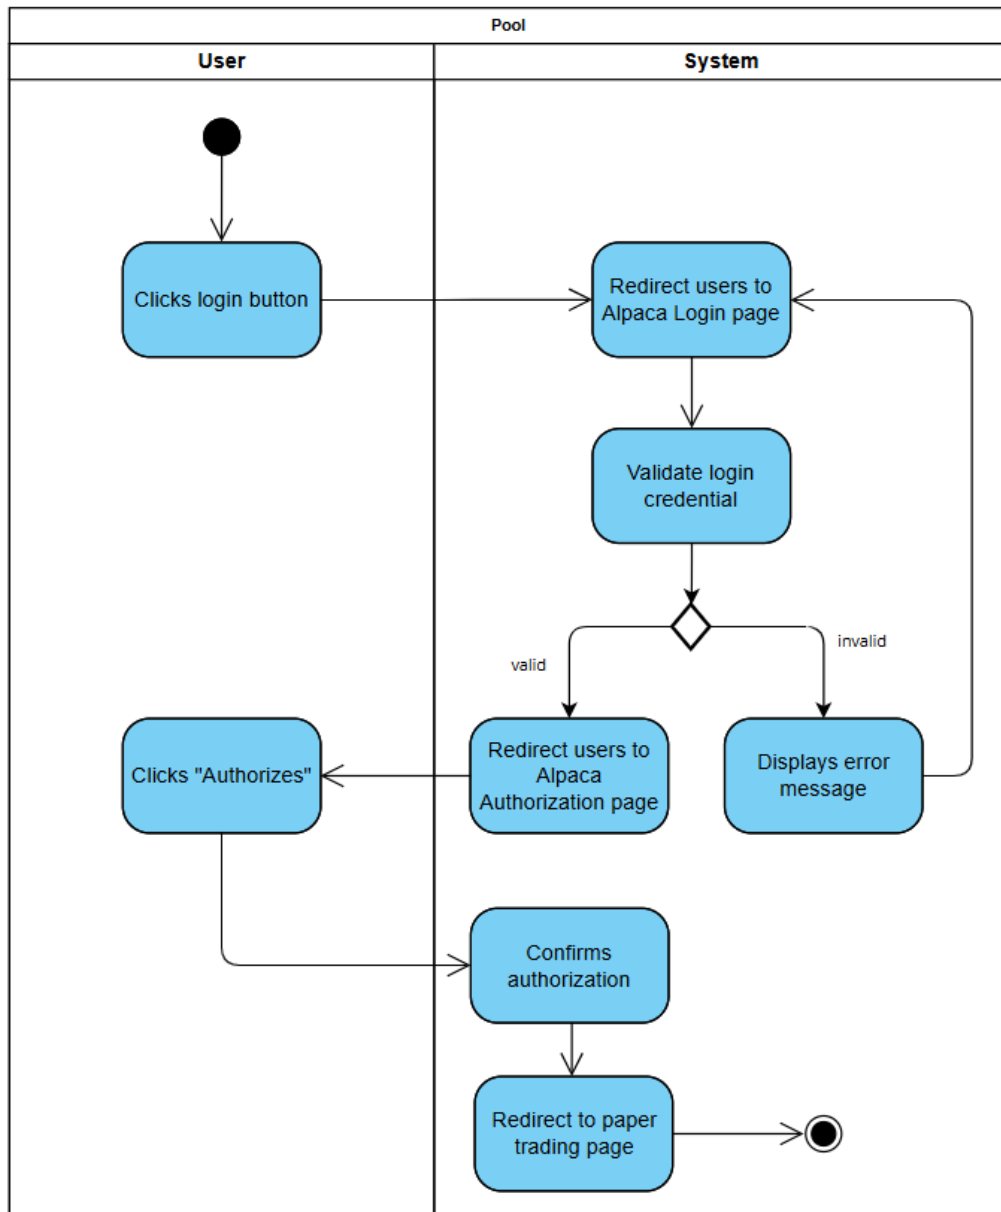 Pool
User
System
Clicks login button
Redirect users to
Alpaca Login page
Validate login
credential
valid
invalid
Clicks "Authorizes"
Redirect users to
Alpaca
Authorization page
Displays error
message
Confirms
authorization
Redirect to paper
trading page